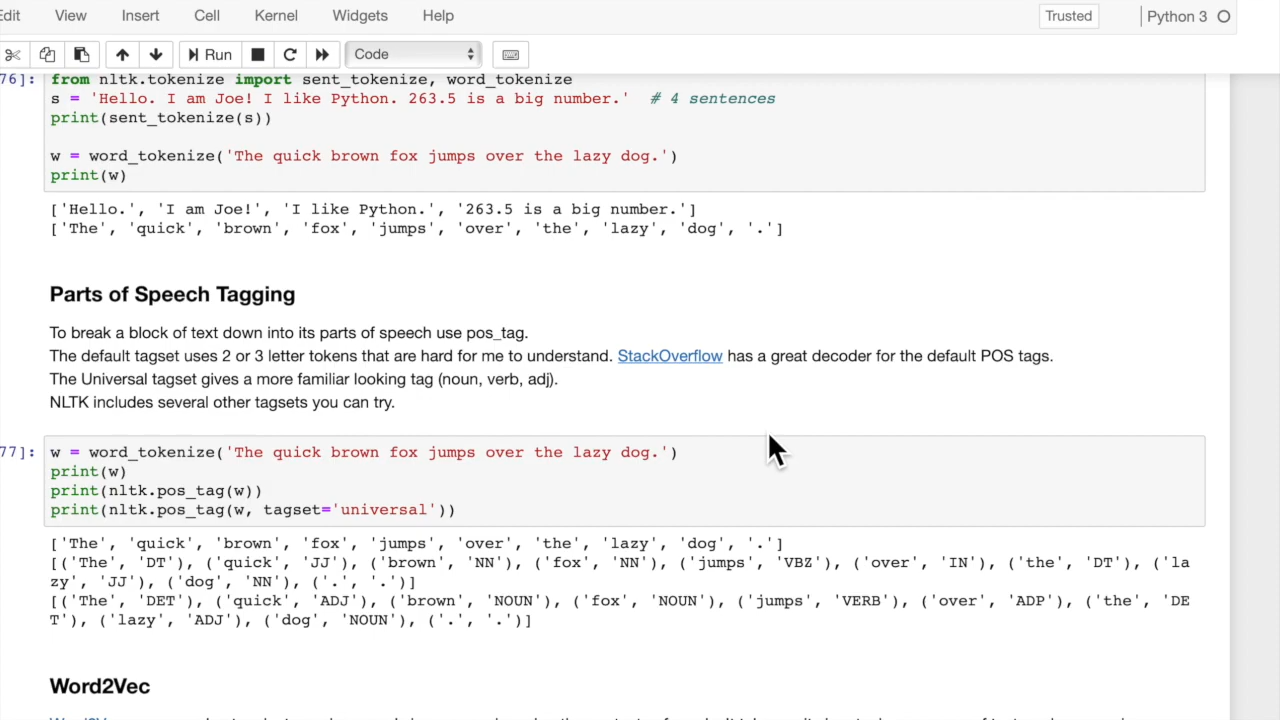 Edit View Insert Cell Kernel Widgets Help Trusted Python 3
Run Code
76]: from nltk.tokenize import sent_tokenize, word_tokenize
s = 'Hello. I am Joe! I like Python. 263.5 is a big number.'  # 4 sentences
print(sent_tokenize(s))
w = word_tokenize('The quick brown fox jumps over the lazy dog.')
print(w)
['Hello.', 'I am Joe!', 'I like Python.', '263.5 is a big number.']
['The', 'quick', 'brown', 'fox', 'jumps', 'over', 'the', 'lazy', 'dog', '.']
Parts of Speech Tagging
To break a block of text down into its parts of speech use pos_tag.
The default tagset uses 2 or 3 letter tokens that are hard for me to understand. StackOverflow has a great decoder for the default POS tags.
The Universal tagset gives a more familiar looking tag (noun, verb, adj).
NLTK includes several other tagsets you can try.
77]: w = word_tokenize('The quick brown fox jumps over the lazy dog.')
print(w)
print(nltk.pos_tag(w))
print(nltk.pos_tag(w, tagset='universal'))
['The', 'quick', 'brown', 'fox', 'jumps', 'over', 'the', 'lazy', 'dog', '.']
[('The', 'DT'), ('quick', 'JJ'), ('brown', 'NN'), ('fox', 'NN'), ('jumps', 'VBZ'), ('over', 'IN'), ('the', 'DT'), ('la
zy', 'JJ'), ('dog', 'NN'), ('.', '.')]
[('The', 'DET'), ('quick', 'ADJ'), ('brown', 'NOUN'), ('fox', 'NOUN'), ('jumps', 'VERB'), ('over', 'ADP'), ('the', 'DE
T'), ('lazy', 'ADJ'), ('dog', 'NOUN'), ('.', '.')]
Word2Vec